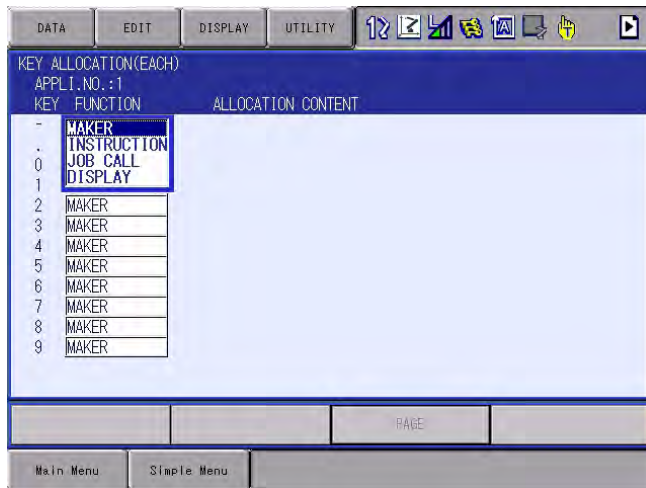 DATA EDIT DISPLAY UTILITY
KEY ALLOCATION(EACH)
APPLI.NO.:1
KEY FUNCTION ALLOCATION CONTENT
- MAKER
. INSTRUCTION
0 JOB CALL
1 DISPLAY
2 MAKER
3 MAKER
4 MAKER
5 MAKER
6 MAKER
7 MAKER
8 MAKER
9 MAKER
PAGE
Main Menu Simple Menu